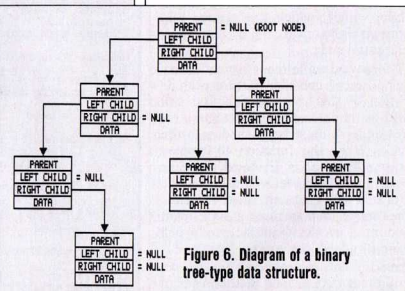 PARENT = NULL (ROOT NODE)
LEFT CHILD
RIGHT CHILD
DATA
PARENT
LEFT CHILD
RIGHT CHILD = NULL
DATA
PARENT
LEFT CHILD
RIGHT CHILD
DATA
PARENT
LEFT CHILD = NULL
RIGHT CHILD
DATA
PARENT
LEFT CHILD = NULL
RIGHT CHILD = NULL
DATA
PARENT
LEFT CHILD = NULL
RIGHT CHILD = NULL
DATA
PARENT
LEFT CHILD = NULL
RIGHT CHILD = NULL
DATA
Figure 6. Diagram of a binary
tree-type data structure.